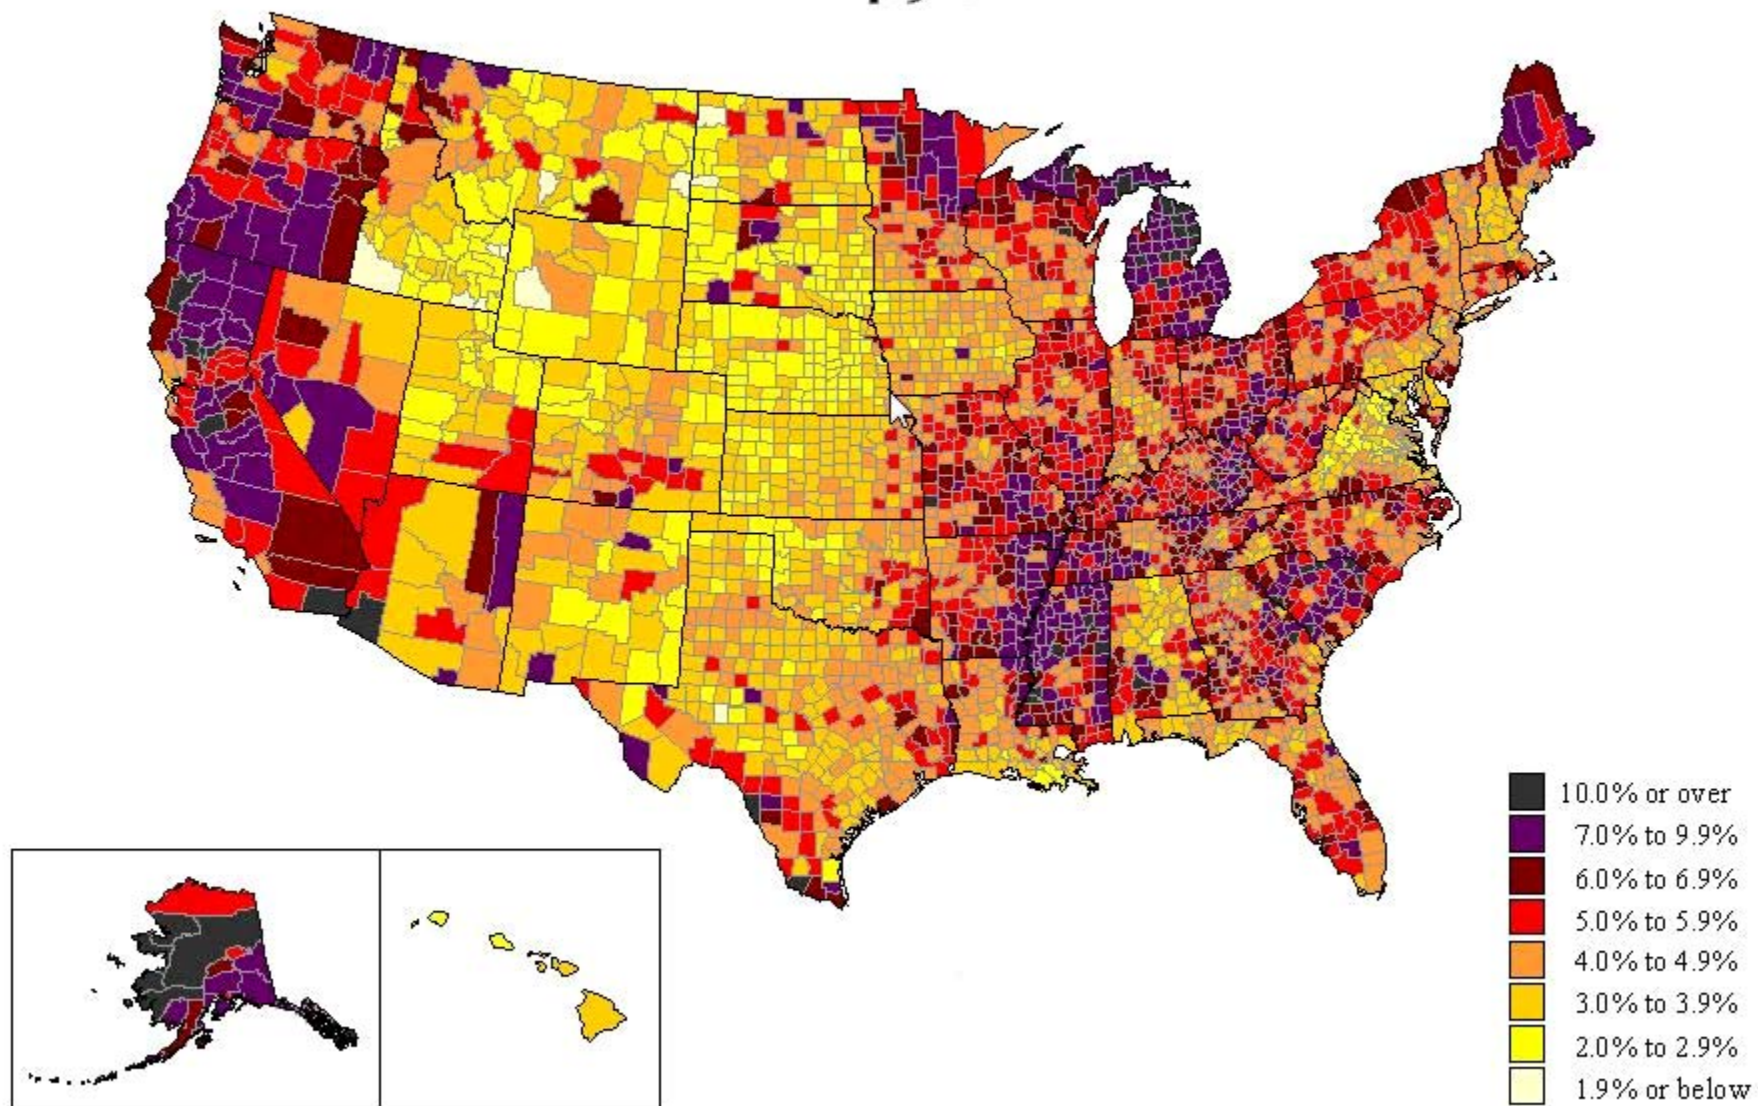 10.0% or over
7.0% to 9.9%
6.0% to 6.9%
5.0% to 5.9%
4.0% to 4.9%
3.0% to 3.9%
2.0% to 2.9%
1.9% or below